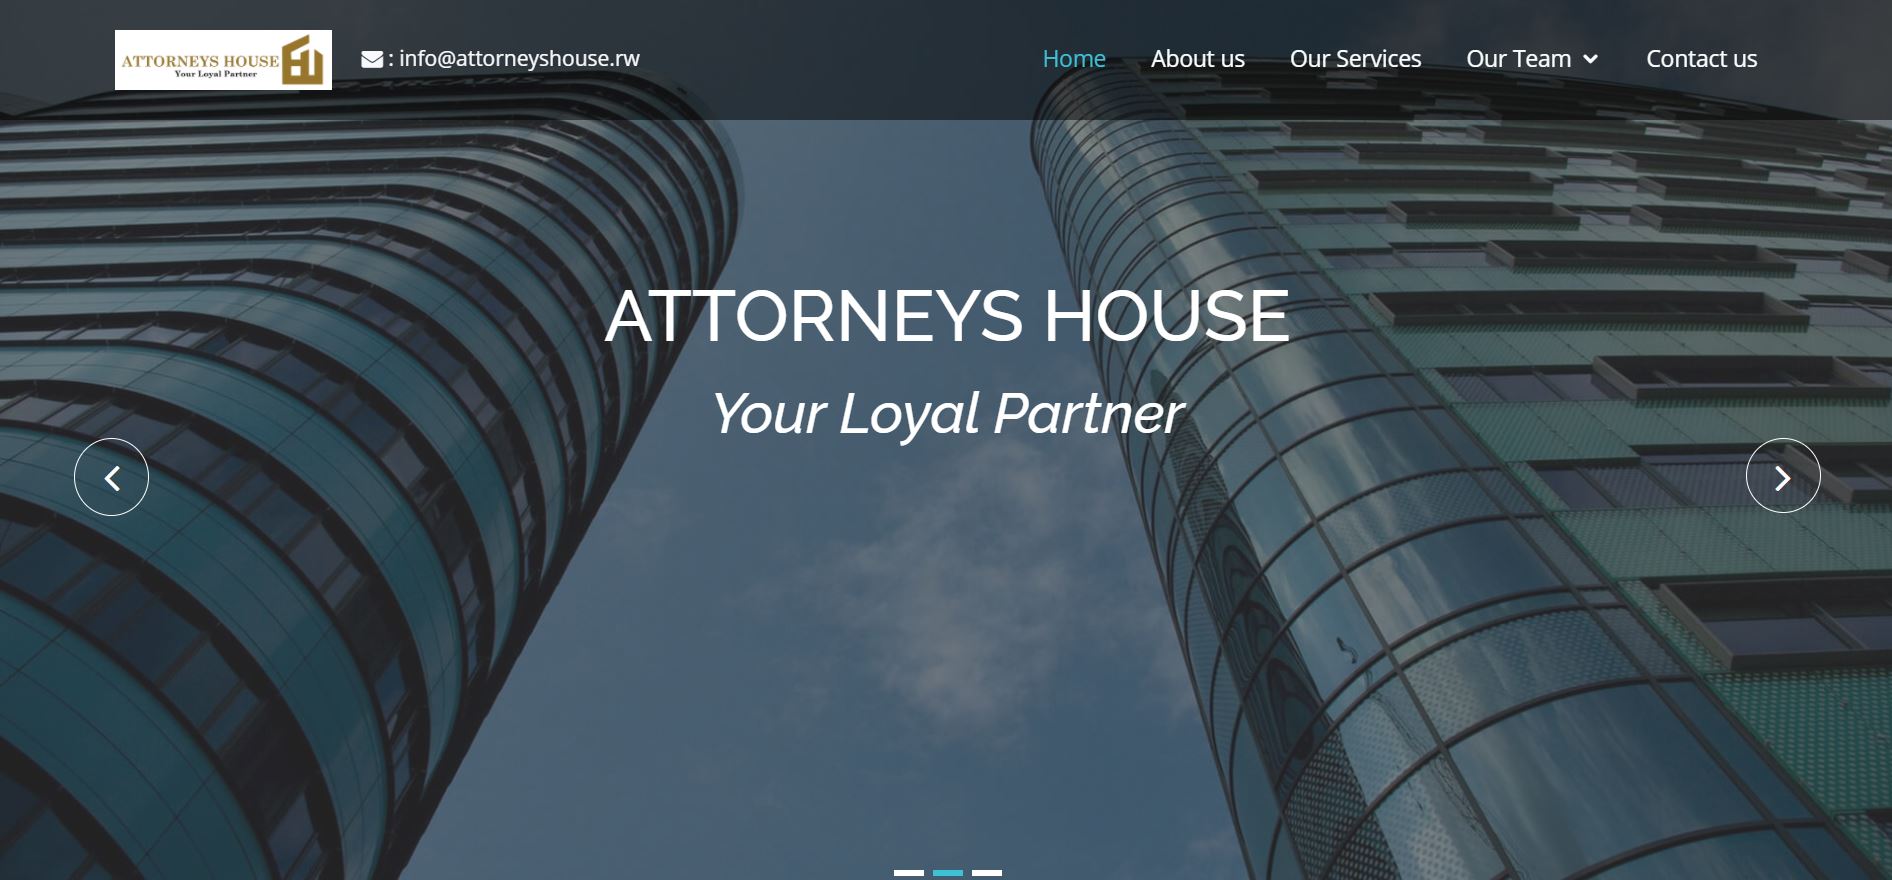 ATTORNEYS HOUSE
Your Loyal Partner
: info@attorneyshouse.rw
Home
About us
Our Services
Our Team
Contact us
ATTORNEYS HOUSE
Your Loyal Partner